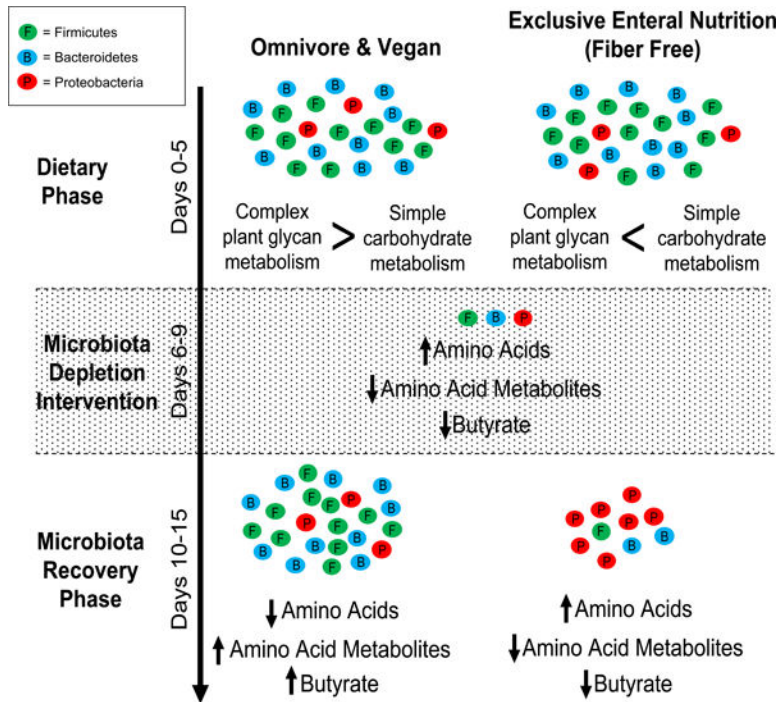 F = Firmicutes
B = Bacteroidetes
P = Proteobacteria
Omnivore & Vegan
Exclusive Enteral Nutrition
(Fiber Free)
Dietary
Phase
Days 0-5
B B B
B F F P B
F F P F F F P
B B B F F
F F B B
B B B
B F F F F
F F P F B F P
B F B B
P F B F
Complex
plant glycan
metabolism
>
Simple
carbohydrate
metabolism
Complex
plant glycan
metabolism
<
Simple
carbohydrate
metabolism
Microbiota
Depletion
Intervention
Days 6-9
F B P
↑Amino Acids
↓Amino Acid Metabolites
↓Butyrate
Microbiota
Recovery
Phase
Days 10-15
F
B B B
B F F F P B
F P F F F
F F F B
B B B P
B F B
P
P P P P
F P B
P P B
↓Amino Acids
↑Amino Acid Metabolites
↑Butyrate
↑Amino Acids
↓Amino Acid Metabolites
↓Butyrate